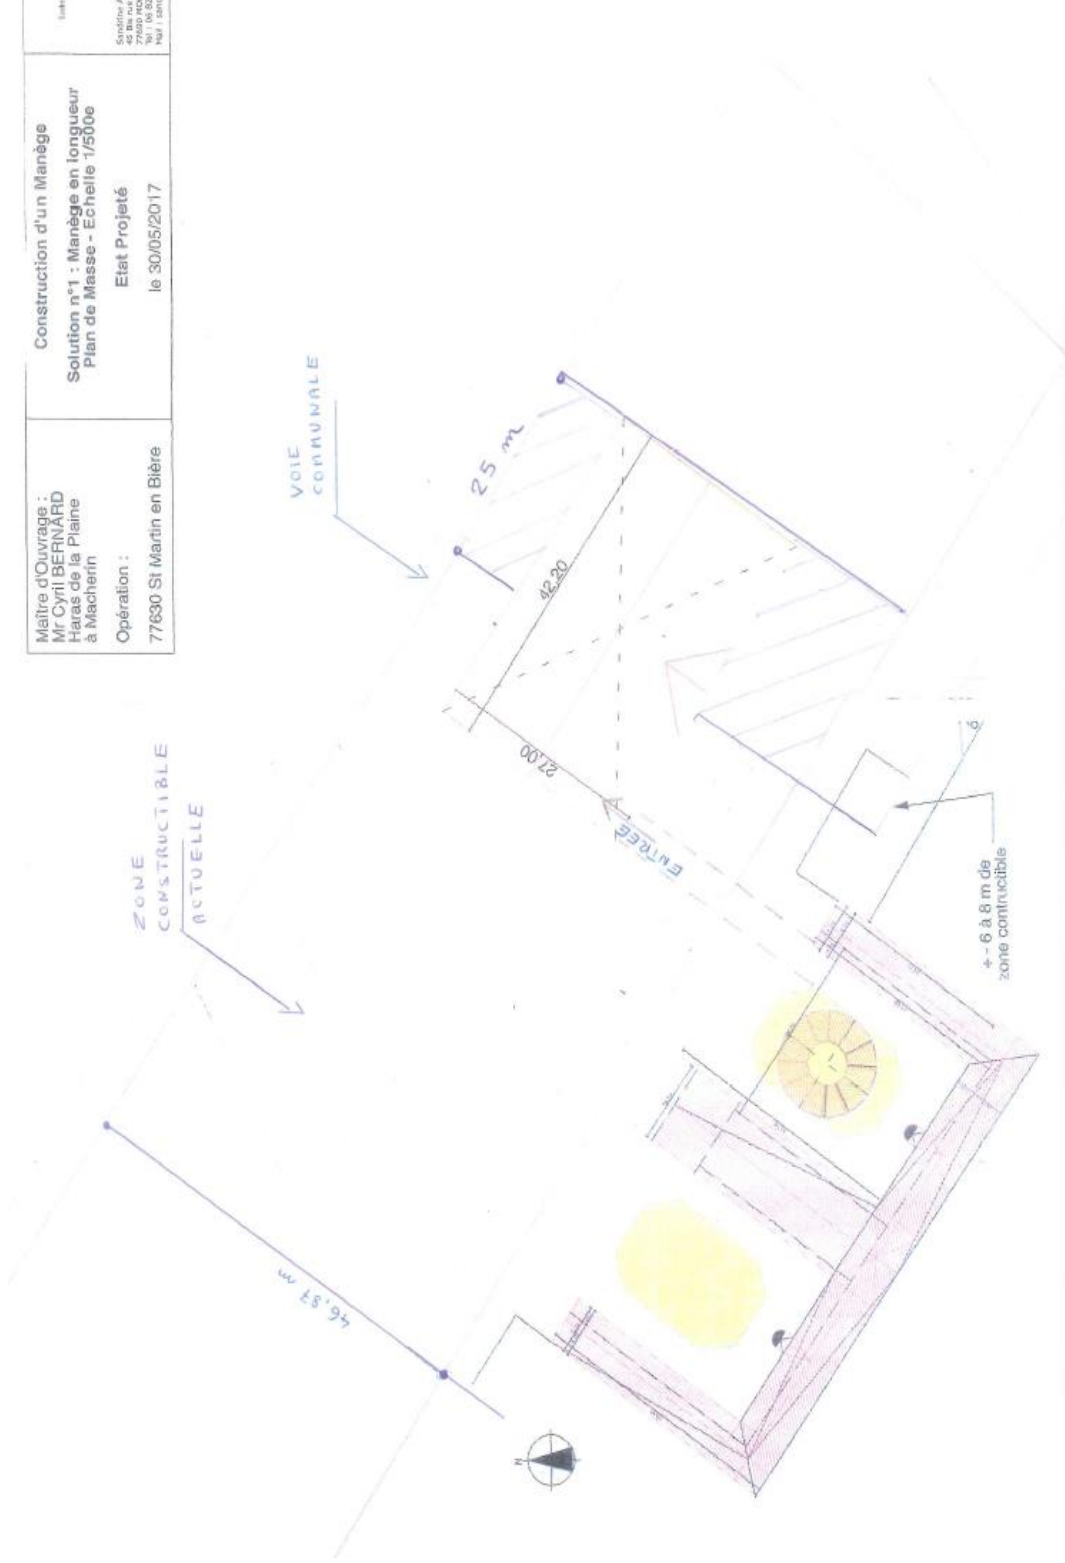 Construction d'un Manège
Solution n°1 : Manège en longueur
Plan de Masse - Echelle 1/500e
Etat Projeté
le 30/05/2017
Maître d'Ouvrage :
Mr Cyril BERNARD
Haras de la Plaine
à Macherin
Opération :
77630 St Martin en Bière
VOIE
COMMUNALE
25 m
42,20
27,00
ZONE
CONSTRUCTIBLE
ACTUELLE
ENTREÉ
+- 6 à 8 m de
zone contructible
46,87 m
N